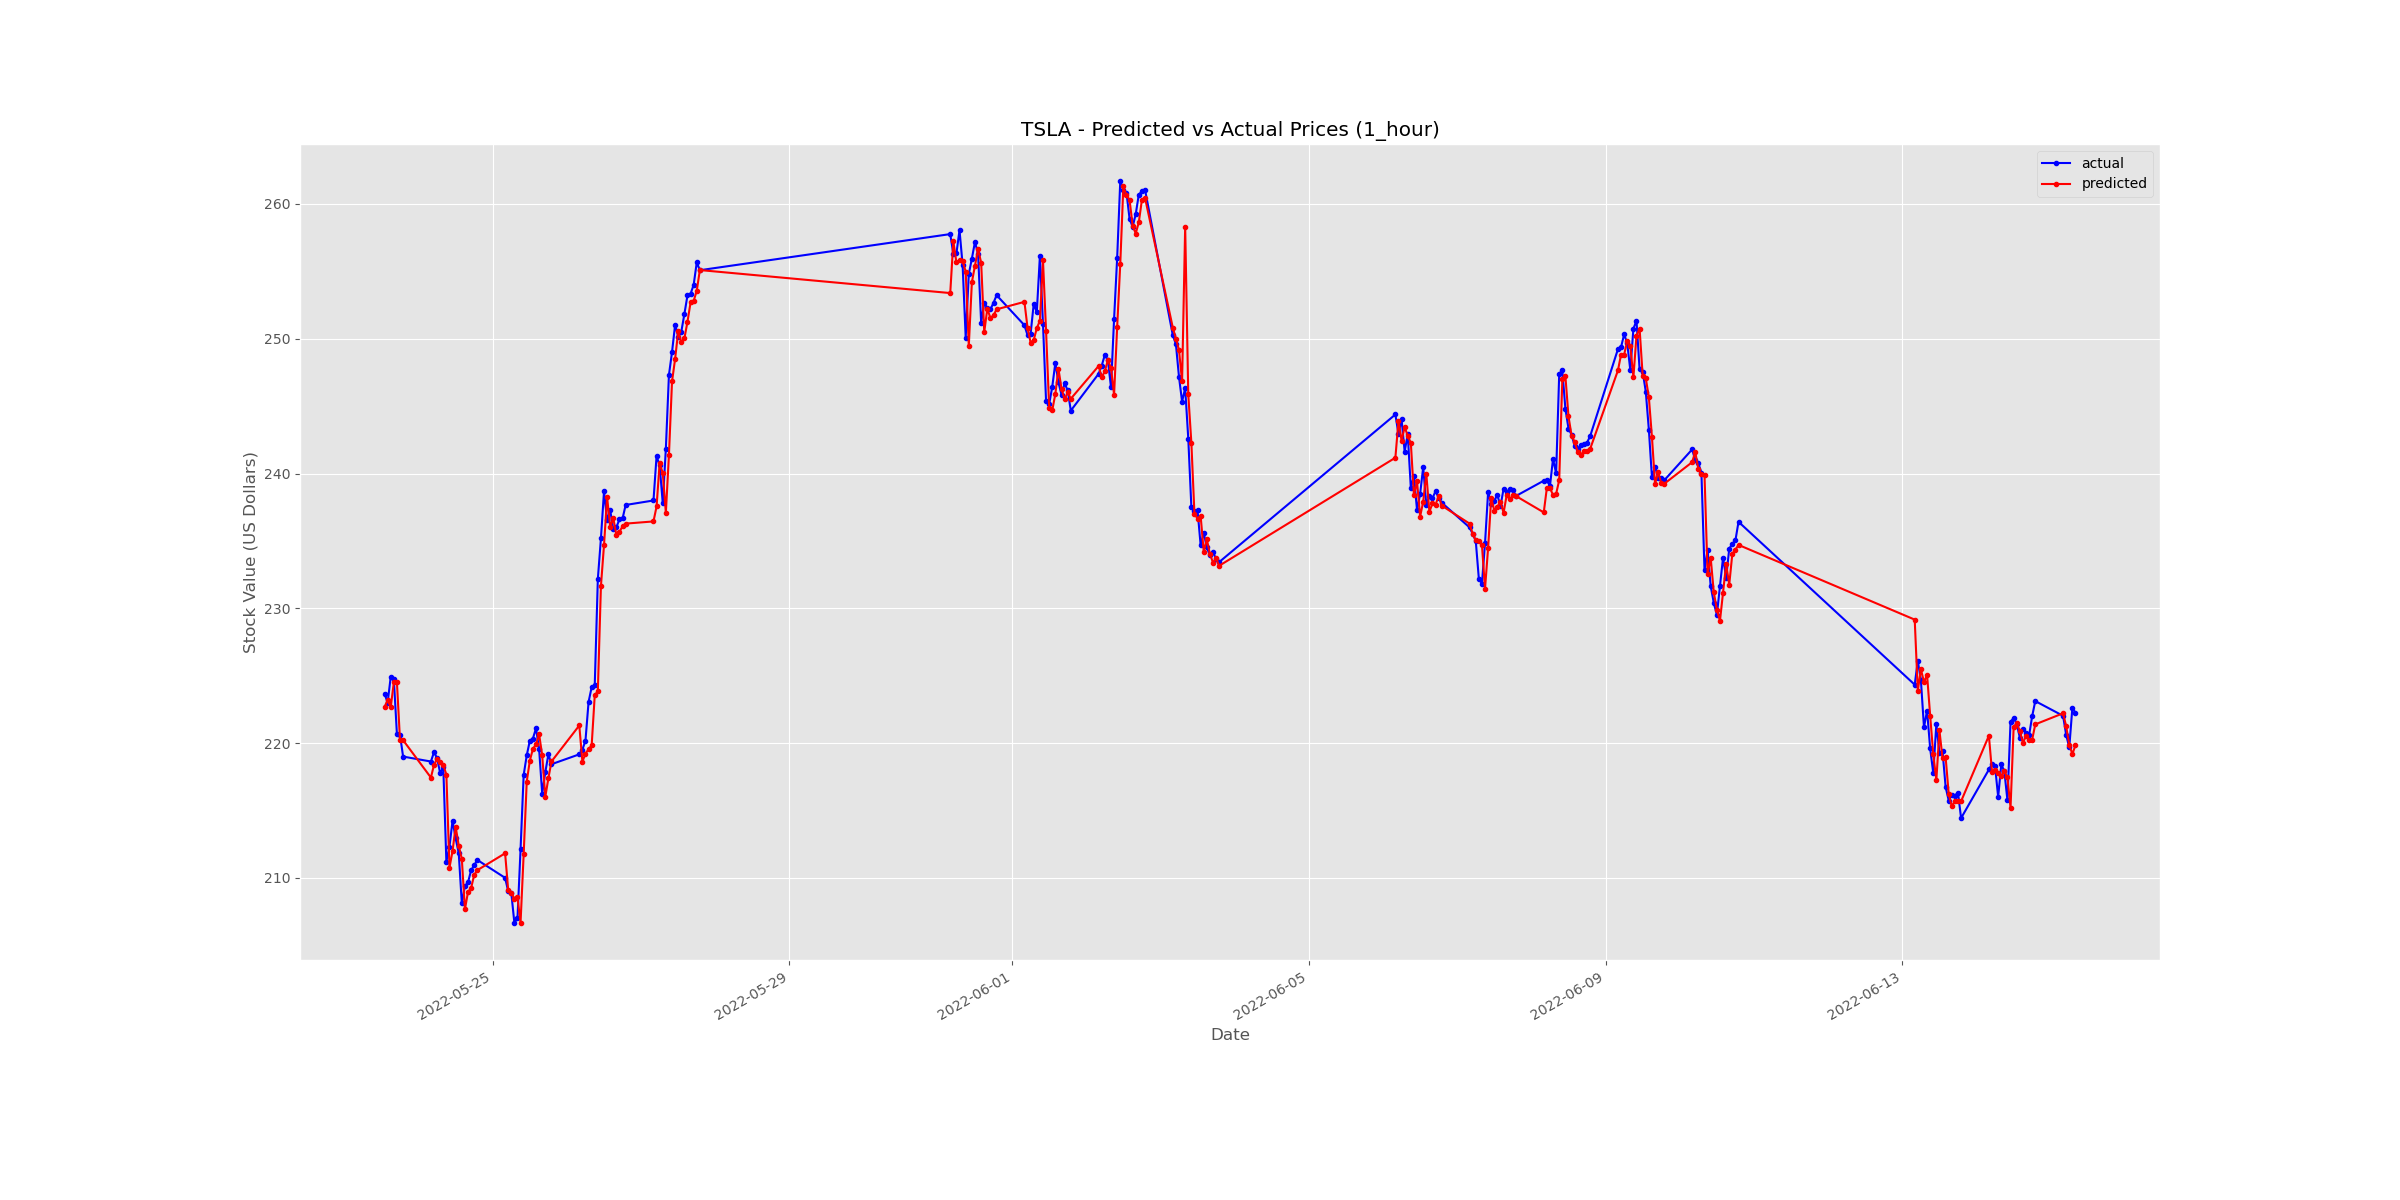 TSLA - Predicted vs Actual Prices (1_hour)
actual
predicted
260
250
240
230
220
210
Stock Value (US Dollars)
2022-05-25
2022-05-29
2022-06-01
2022-06-05
2022-06-09
2022-06-13
Date